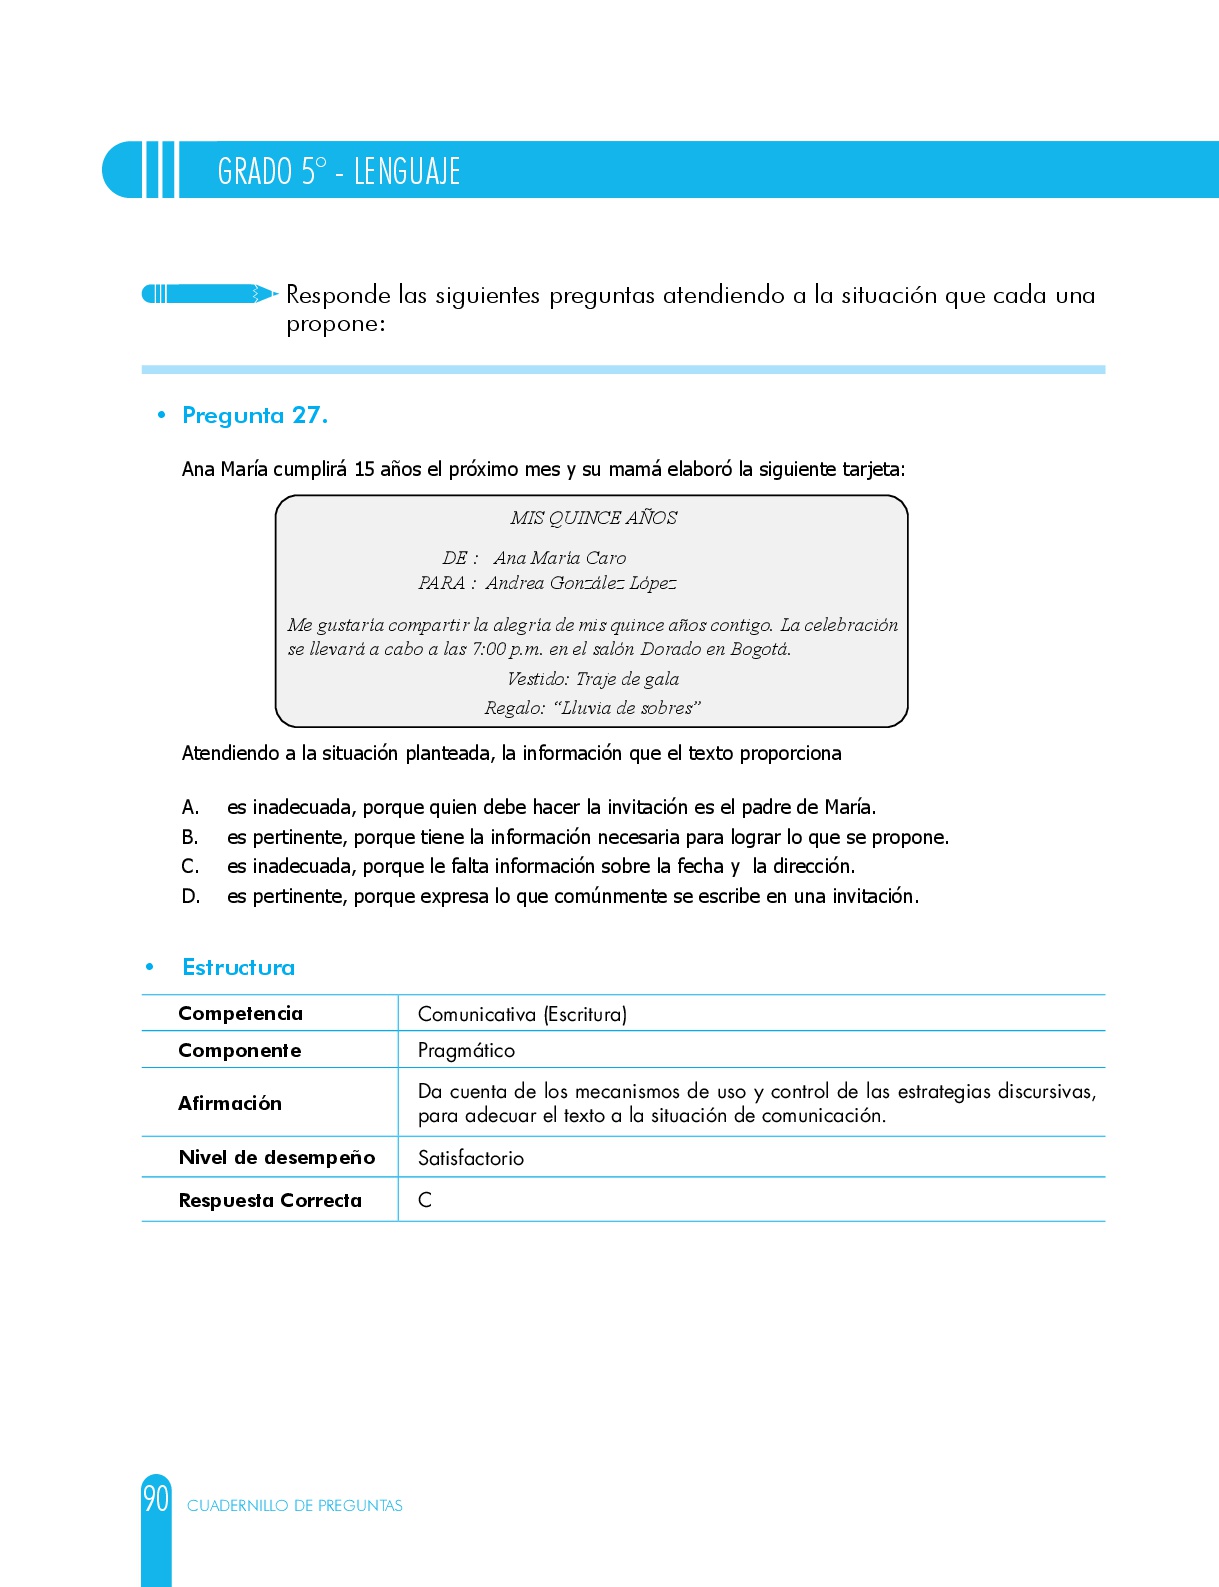 GRADO 5° - LENGUAJE
Responde las siguientes preguntas atendiendo a la situación que cada una
propone:
• Pregunta 27.
Ana María cumplirá 15 años el próximo mes y su mamá elaboró la siguiente tarjeta:
MIS QUINCE AÑOS
DE : Ana María Caro
PARA : Andrea González López
Me gustaría compartir la alegría de mis quince años contigo. La celebración
se llevará a cabo a las 7:00 p.m. en el salón Dorado en Bogotá.
Vestido: Traje de gala
Regalo: “Lluvia de sobres”
Atendiendo a la situación planteada, la información que el texto proporciona
A. es inadecuada, porque quien debe hacer la invitación es el padre de María.
B. es pertinente, porque tiene la información necesaria para lograr lo que se propone.
C. es inadecuada, porque le falta información sobre la fecha y la dirección.
D. es pertinente, porque expresa lo que comúnmente se escribe en una invitación.
• Estructura
Competencia Comunicativa (Escritura)
Componente Pragmático
Afirmación Da cuenta de los mecanismos de uso y control de las estrategias discursivas,
para adecuar el texto a la situación de comunicación.
Nivel de desempeño Satisfactorio
Respuesta Correcta C
90 CUADERNILLO DE PREGUNTAS